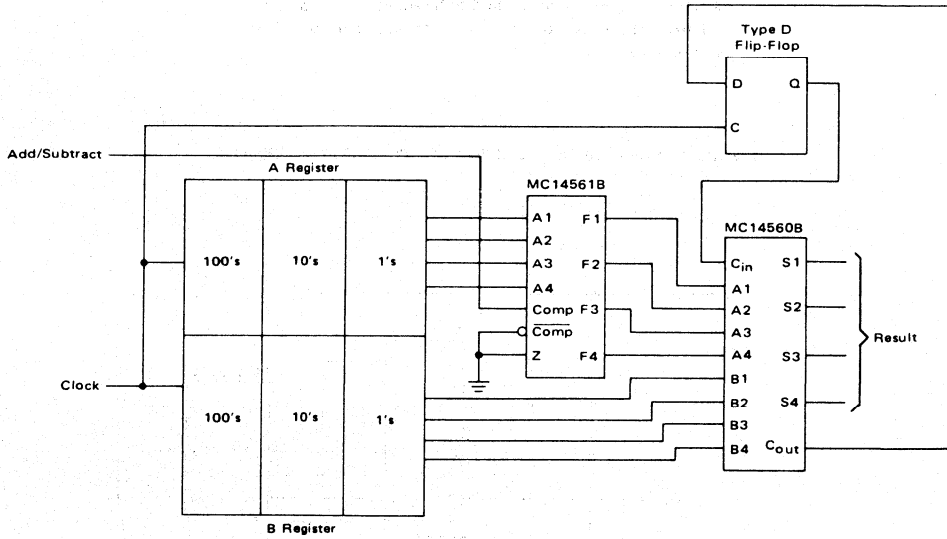 Type D
Flip-Flop
D Q
C
Add/Subtract
A Register
100's 10's 1's
MC14561B
A1 F1
A2
A3 F2
A4
Comp F3
Comp
Z F4
MC14560B
Cin S1
A1
A2 S2
A3
A4 S3
B1
B2 S4
B3
B4 Cout
Result
Clock
100's 10's 1's
B Register